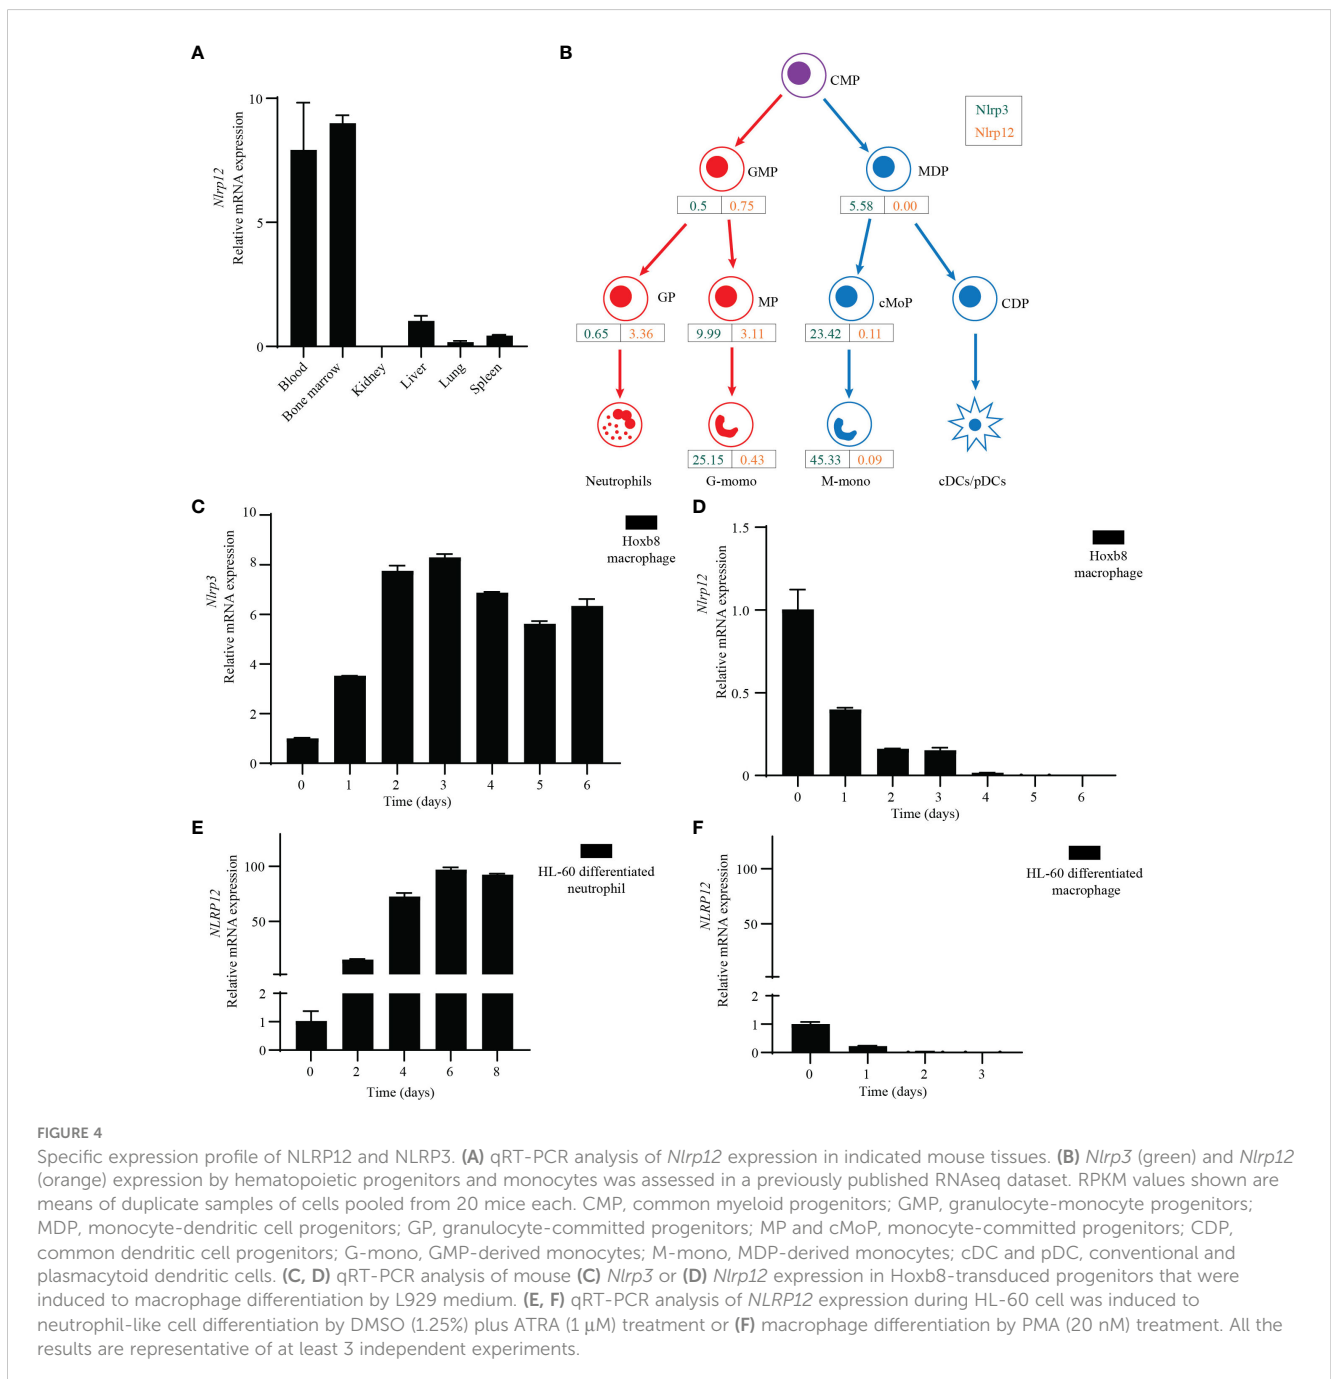 A
Nlrp12
Relative mRNA expression
10
5
0
Blood
Bone marrow
Kidney
Liver
Lung
Spleen
B
CMP
Nlrp3
Nlrp12
GMP
MDP
0.5 0.75
5.58 0.00
GP
MP
cMoP
CDP
0.65 3.36
9.99 3.11
23.42 0.11
25.15 0.43
45.33 0.09
Neutrophils
G-momo
M-mono
cDCs/pDCs
C
Nlrp3
Relative mRNA expression
10
8
6
4
2
0
0 1 2 3 4 5 6
Time (days)
Hoxb8
macrophage
D
Nlrp12
Relative mRNA expression
1.5
1.0
0.5
0
0 1 2 3 4 5 6
Time (days)
Hoxb8
macrophage
E
NLRP12
Relative mRNA expression
100
50
2
1
0
0 2 4 6 8
Time (days)
HL-60 differentiated
neutrophil
F
NLRP12
Relative mRNA expression
100
50
2
1
0
0 1 2 3
Time (days)
HL-60 differentiated
macrophage
FIGURE 4
Specific expression profile of NLRP12 and NLRP3. (A) qRT-PCR analysis of Nlrp12 expression in indicated mouse tissues. (B) Nlrp3 (green) and Nlrp12
(orange) expression by hematopoietic progenitors and monocytes was assessed in a previously published RNAseq dataset. RPKM values shown are
means of duplicate samples of cells pooled from 20 mice each. CMP, common myeloid progenitors; GMP, granulocyte-monocyte progenitors;
MDP, monocyte-dendritic cell progenitors; GP, granulocyte-committed progenitors; MP and cMoP, monocyte-committed progenitors; CDP,
common dendritic cell progenitors; G-mono, GMP-derived monocytes; M-mono, MDP-derived monocytes; cDC and pDC, conventional and
plasmacytoid dendritic cells. (C, D) qRT-PCR analysis of mouse (C) Nlrp3 or (D) Nlrp12 expression in Hoxb8-transduced progenitors that were
induced to macrophage differentiation by L929 medium. (E, F) qRT-PCR analysis of NLRP12 expression during HL-60 cell was induced to
neutrophil-like cell differentiation by DMSO (1.25%) plus ATRA (1 μM) treatment or (F) macrophage differentiation by PMA (20 nM) treatment. All the
results are representative of at least 3 independent experiments.